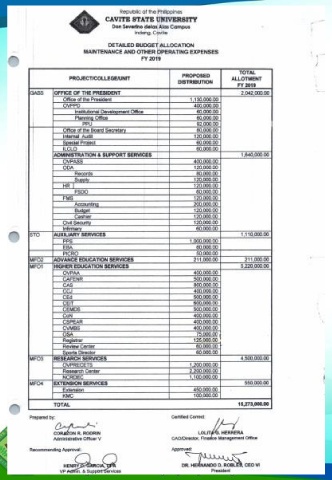 Republic of the Philippines
CAVITE STATE UNIVERSITY
Don Severino delas Alas Campus
Indang, Cavite
DETAILED BUDGET ALLOCATION
MAINTENANCE AND OTHER OPERATING EXPENSES
FY 2019
PROJECT/COLLEGE/UNIT PROPOSED DISTRIBUTION TOTAL ALLOTMENT FY 2019
GASS OFFICE OF THE PRESIDENT 2,042,000.00
Office of the President 1,130,000.00
OVPPD 400,000.00
Institutional Development Office 60,000.00
Planning Office 60,000.00
PPU 62,000.00
Office of the Board Secretary 60,000.00
Internal Audit 120,000.00
Special Project 60,000.00
ILCLO 60,000.00
ADMINISTRATION & SUPPORT SERVICES 1,640,000.00
OVPASS 400,000.00
ODA 120,000.00
Records 80,000.00
Supply 120,000.00
HR 120,000.00
FSDO 60,000.00
FMS 120,000.00
Accounting 200,000.00
Budget 120,000.00
Cashier 120,000.00
Civil Security 120,000.00
Infirmary 60,000.00
STO AUXILIARY SERVICES 1,110,000.00
PPS 1,000,000.00
EBA 60,000.00
PICRO 50,000.00
MFO2 ADVANCE EDUCATION SERVICES 211,000.00 211,000.00
MFO1 HIGHER EDUCATION SERVICES 5,220,000.00
OVPAA 400,000.00
CAFENR 500,000.00
CAS
CCJ 400,000.00
CEd 500,000.00
CEIT
CEMDS 500,000.00
CoN 400,000.00
CSPEAR 400,000.00
CVMBS 400,000.00
OSA 75,000.00
Registrar 125,000.00
Review Center 60,000.00
Sports Director 60,000.00
MFO3 RESEARCH SERVICES 4,500,000.00
OVPRECETS 1,200,000.00
Research Center 2,200,000.00
NCRDEC 1,100,000.00
MFO4 EXTENSION SERVICES 550,000.00
Extension 450,000.00
KMC 100,000.00
TOTAL 15,273,000.00
Prepared by: Certified Correct:
CORAZON R. RODRIN LOLITA G. HERRERA
Administrative Officer V CAO/Director, Finance Management Office
Recommending Approval: Approved:
HENRY GARCIA DR. HERNANDO D. ROBLES, CEO VI
VP Admin. & Support Services President